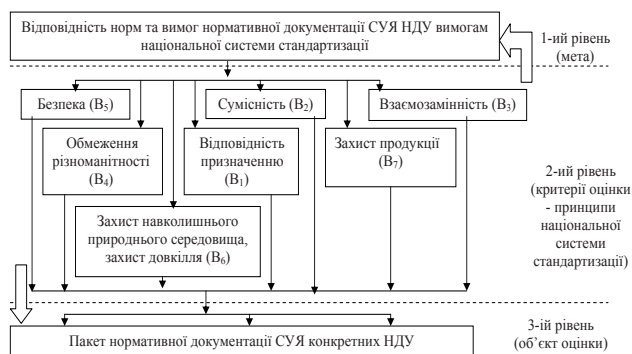 Відповідність норм та вимог нормативної документації СУЯ НДУ вимогам
національної системи стандартизації
1-ий рівень
(мета)
Безпека (В₅)
Сумісність (В₂)
Взаємозамінність (В₃)
Обмеження
різноманітності
(В₄)
Відповідність
призначенню
(В₁)
Захист продукції
(В₇)
Захист навколишнього
природнього середовища,
захист довкілля (В₆)
2-ий рівень
(критерії оцінки
- принципи
національної
системи
стандартизації)
Пакет нормативної документації СУЯ конкретних НДУ
3-ій рівень
(об’єкт оцінки)